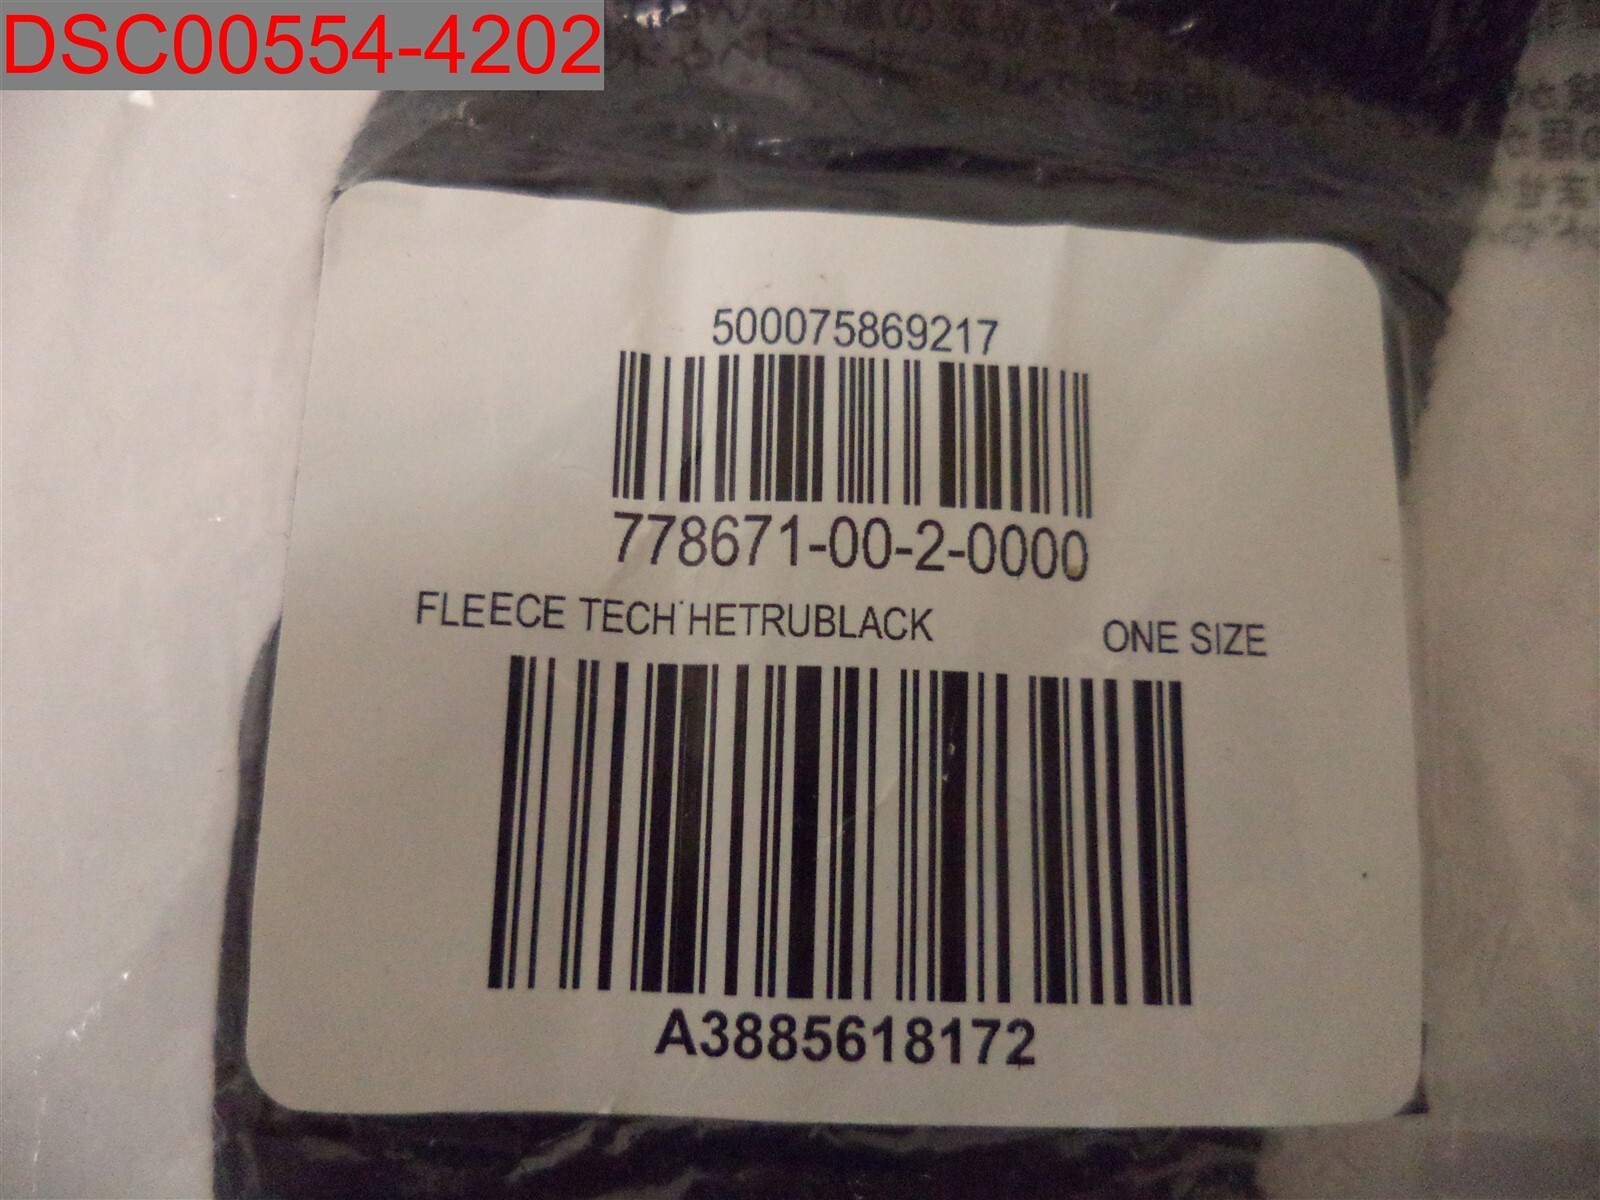 DSC00554-4202
500075869217
778671-00-2-0000
FLEECE TECH HETRUBLACK ONE SIZE
A3885618172